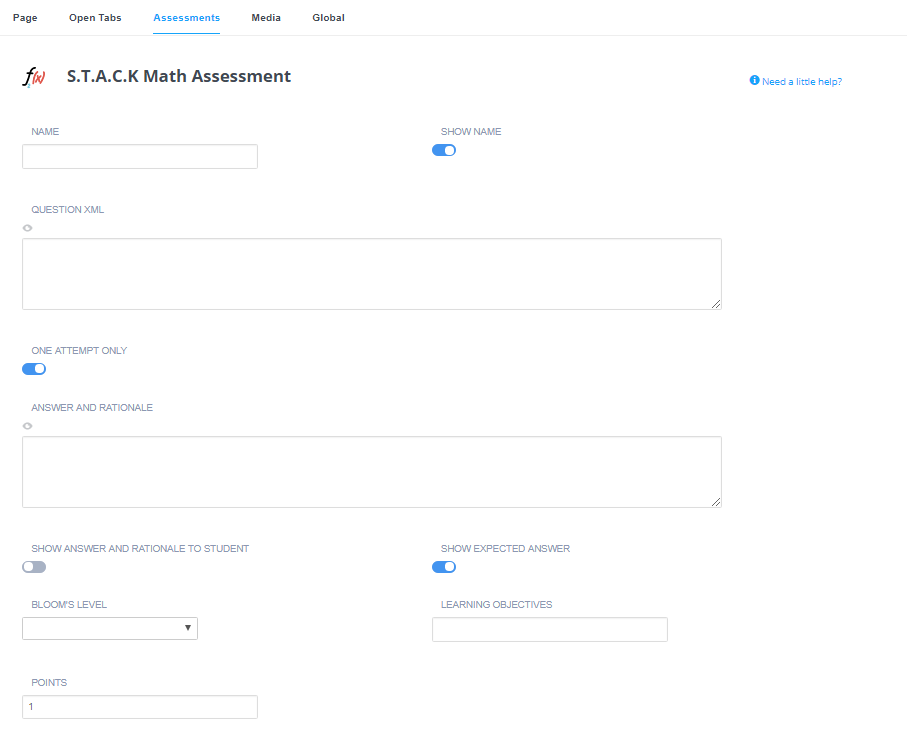 Page Open Tabs Assessments Media Global
f(x) S.T.A.C.K Math Assessment
Need a little help?
NAME SHOW NAME
QUESTION XML
ONE ATTEMPT ONLY
ANSWER AND RATIONALE
SHOW ANSWER AND RATIONALE TO STUDENT SHOW EXPECTED ANSWER
BLOOM'S LEVEL LEARNING OBJECTIVES
POINTS
1